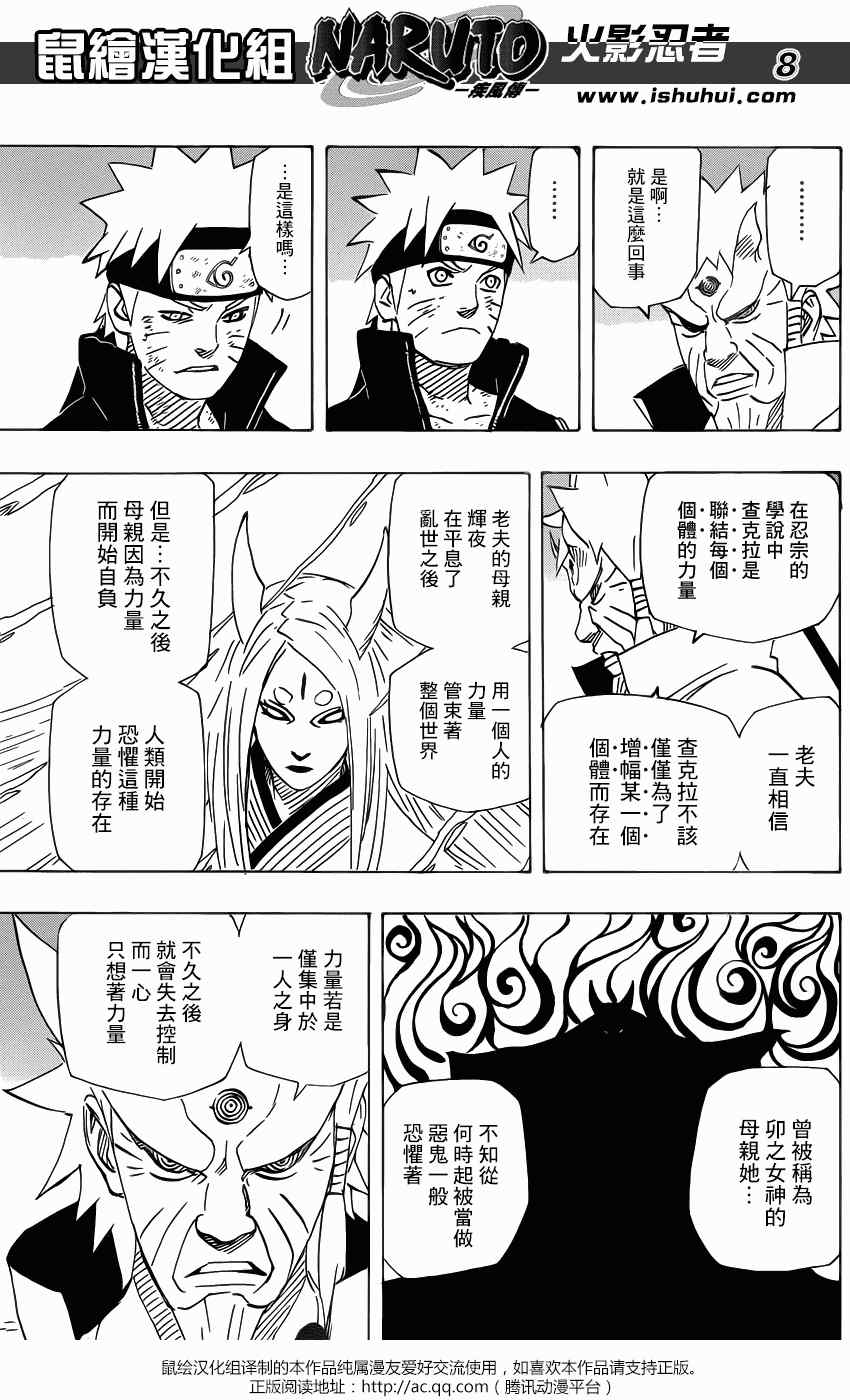 鼠繪漢化組
NARUTO
-疾風傳-
火影忍者
8
www.ishuhui.com
………
是啊…
就是這麼回事
……
…是這樣嗎…
在忍宗的
學說中
查克拉是
聯結每個
個體的力量
老夫
一直相信
查克拉不該
僅僅為了
增幅某一個
個體而存在
老夫的母親
輝夜
在平息了
亂世之後
用一個人的
力量
管束著
整個世界
但是…不久之後
母親因為力量
而開始自負
人類開始
恐懼這種
力量的存在
曾被稱為
卯之女神的
母親她…
不知從
何時起被當做
惡鬼一般
恐懼著
力量若是
僅集中於
一人之身
不久之後
就會失去控制
而一心
只想著力量
鼠绘汉化组译制的本作品纯属漫友爱好交流使用，如喜欢本作品请支持正版。
正版阅读地址：http://ac.qq.com（腾讯动漫平台）